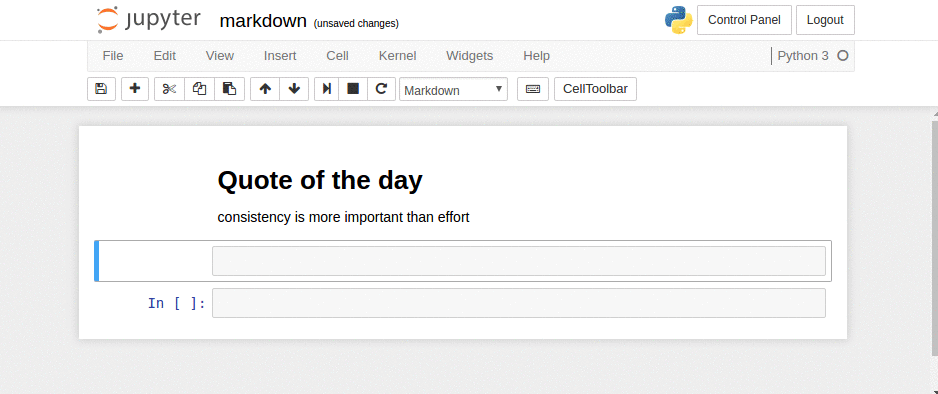 jupyter markdown (unsaved changes) Control Panel Logout
File Edit View Insert Cell Kernel Widgets Help Python 3
Markdown CellToolbar
Quote of the day
consistency is more important than effort
In [ ]: